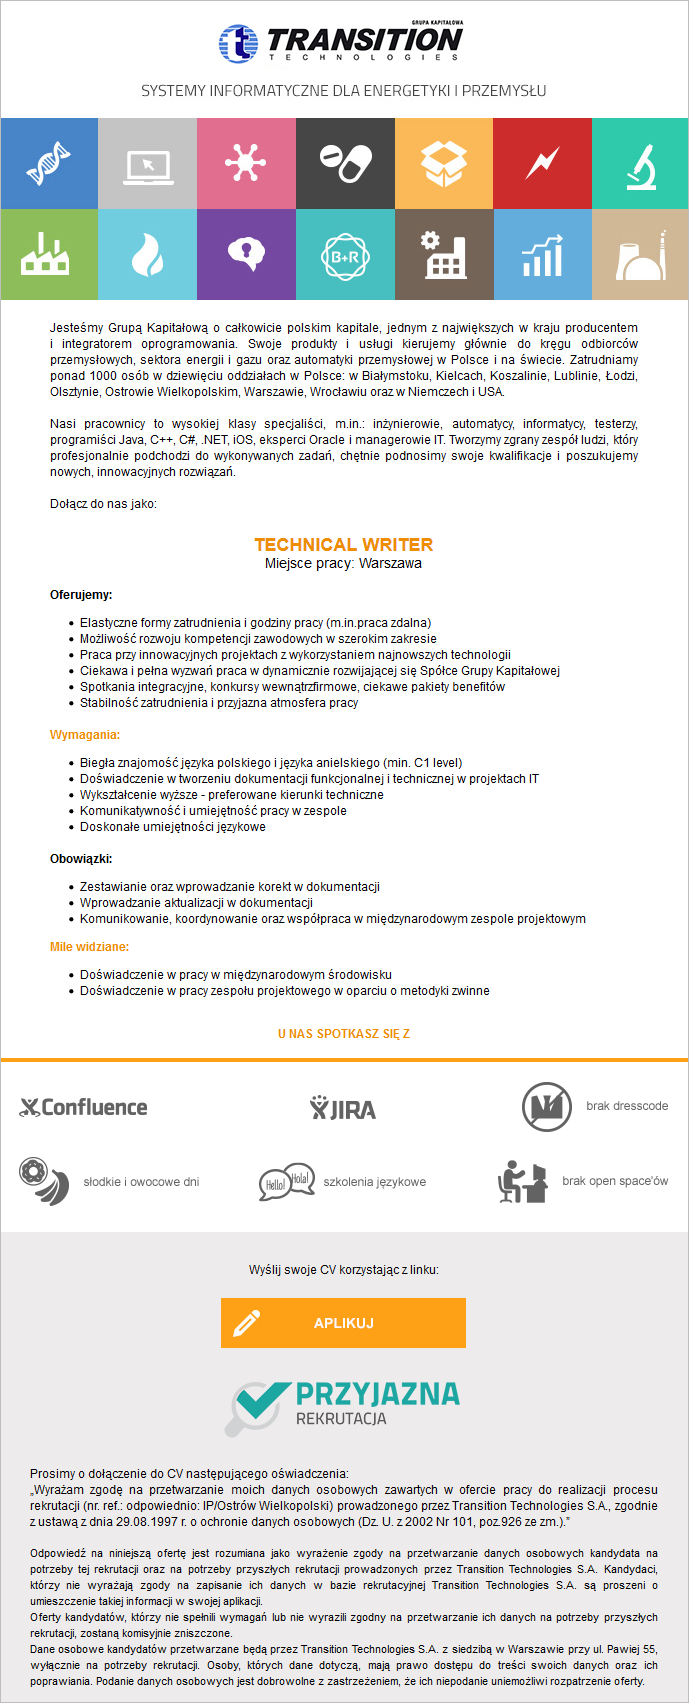 GRUPA KAPITAŁOWA
TRANSITION
TECHNOLOGIES
SYSTEMY INFORMATYCZNE DLA ENERGETYKI I PRZEMYSŁU
B+R
Jesteśmy Grupą Kapitałową o całkowicie polskim kapitale, jednym z największych w kraju producentem
i integratorem oprogramowania. Swoje produkty i usługi kierujemy głównie do kręgu odbiorców
przemysłowych, sektora energii i gazu oraz automatyki przemysłowej w Polsce i na świecie. Zatrudniamy
ponad 1000 osób w dziewięciu oddziałach w Polsce: w Białymstoku, Kielcach, Koszalinie, Lublinie, Łodzi,
Olsztynie, Ostrowie Wielkopolskim, Warszawie, Wrocławiu oraz w Niemczech i USA.
Nasi pracownicy to wysokiej klasy specjaliści, m.in.: inżynierowie, automatycy, informatycy, testerzy,
programiści Java, C++, C#, .NET, iOS, eksperci Oracle i managerowie IT. Tworzymy zgrany zespół ludzi, który
profesjonalnie podchodzi do wykonywanych zadań, chętnie podnosimy swoje kwalifikacje i poszukujemy
nowych, innowacyjnych rozwiązań.
Dołącz do nas jako:
TECHNICAL WRITER
Miejsce pracy: Warszawa
Oferujemy:
• Elastyczne formy zatrudnienia i godziny pracy (m.in.praca zdalna)
• Możliwość rozwoju kompetencji zawodowych w szerokim zakresie
• Praca przy innowacyjnych projektach z wykorzystaniem najnowszych technologii
• Ciekawa i pełna wyzwań praca w dynamicznie rozwijającej się Spółce Grupy Kapitałowej
• Spotkania integracyjne, konkursy wewnątrzfirmowe, ciekawe pakiety benefitów
• Stabilność zatrudnienia i przyjazna atmosfera pracy
Wymagania:
• Biegła znajomość języka polskiego i języka anielskiego (min. C1 level)
• Doświadczenie w tworzeniu dokumentacji funkcjonalnej i technicznej w projektach IT
• Wykształcenie wyższe - preferowane kierunki techniczne
• Komunikatywność i umiejętność pracy w zespole
• Doskonałe umiejętności językowe
Obowiązki:
• Zestawianie oraz wprowadzanie korekt w dokumentacji
• Wprowadzanie aktualizacji w dokumentacji
• Komunikowanie, koordynowanie oraz współpraca w międzynarodowym zespole projektowym
Mile widziane:
• Doświadczenie w pracy w międzynarodowym środowisku
• Doświadczenie w pracy zespołu projektowego w oparciu o metodyki zwinne
U NAS SPOTKASZ SIĘ Z
Confluence
JIRA
brak dresscode
słodkie i owocowe dni
Hello!
Hola!
szkolenia językowe
brak open space'ów
Wyślij swoje CV korzystając z linku:
APLIKUJ
PRZYJAZNA
REKRUTACJA
Prosimy o dołączenie do CV następującego oświadczenia:
„Wyrażam zgodę na przetwarzanie moich danych osobowych zawartych w ofercie pracy do realizacji procesu
rekrutacji (nr. ref.: odpowiednio: IP/Ostrów Wielkopolski) prowadzonego przez Transition Technologies S.A., zgodnie
z ustawą z dnia 29.08.1997 r. o ochronie danych osobowych (Dz. U. z 2002 Nr 101, poz.926 ze zm.).”
Odpowiedź na niniejszą ofertę jest rozumiana jako wyrażenie zgody na przetwarzanie danych osobowych kandydata na
potrzeby tej rekrutacji oraz na potrzeby przyszłych rekrutacji prowadzonych przez Transition Technologies S.A. Kandydaci,
którzy nie wyrażają zgody na zapisanie ich danych w bazie rekrutacyjnej Transition Technologies S.A. są proszeni o
umieszczenie takiej informacji w swojej aplikacji.
Oferty kandydatów, którzy nie spełnili wymagań lub nie wyrazili zgodny na przetwarzanie ich danych na potrzeby przyszłych
rekrutacji, zostaną komisyjnie zniszczone.
Dane osobowe kandydatów przetwarzane będą przez Transition Technologies S.A. z siedzibą w Warszawie przy ul. Pawiej 55,
wyłącznie na potrzeby rekrutacji. Osoby, których dane dotyczą, mają prawo dostępu do treści swoich danych oraz ich
poprawiania. Podanie danych osobowych jest dobrowolne z zastrzeżeniem, że ich niepodanie uniemożliwi rozpatrzenie oferty.